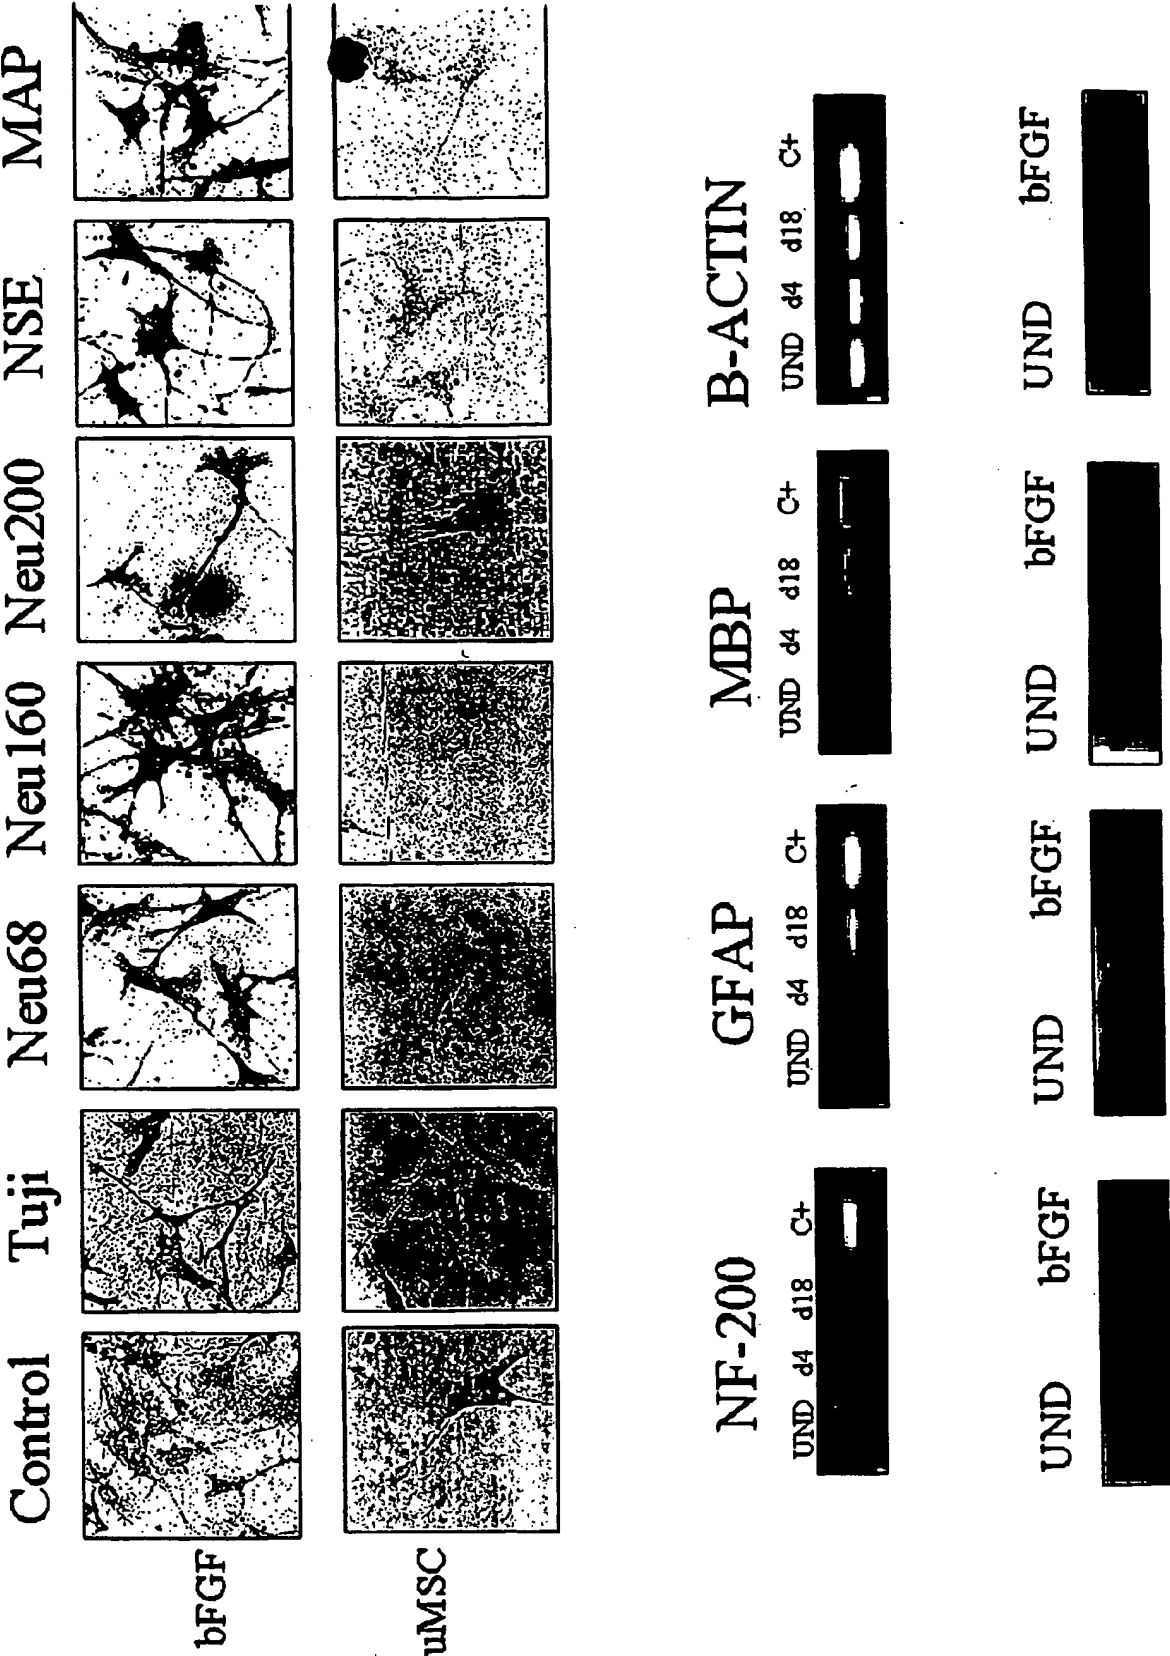 Control Tuji Neu68 Neu160 Neu200 NSE MAP
bFGF
uMSC
NF-200 GFAP MBP B-ACTIN
UND d4 d18 C+ UND d4 d18 C+ UND d4 d18 C+ UND d4 d18 C+
UND bFGF UND bFGF UND bFGF UND bFGF